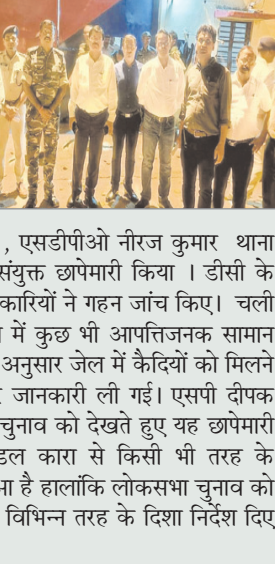 , एसडीपीओ नीरज कुमार थाना
संयुक्त छापेमारी किया । डीसी के
कारियों ने गहन जांच किए। चली
में कुछ भी आपत्तिजनक सामान
अनुसार जेल में कैदियों को मिलने
जानकारी ली गई। एसपी दीपक
चुनाव को देखते हुए यह छापेमारी
डल कारा से किसी भी तरह के
आ है हालांकि लोकसभा चुनाव को
विभिन्न तरह के दिशा निर्देश दिए